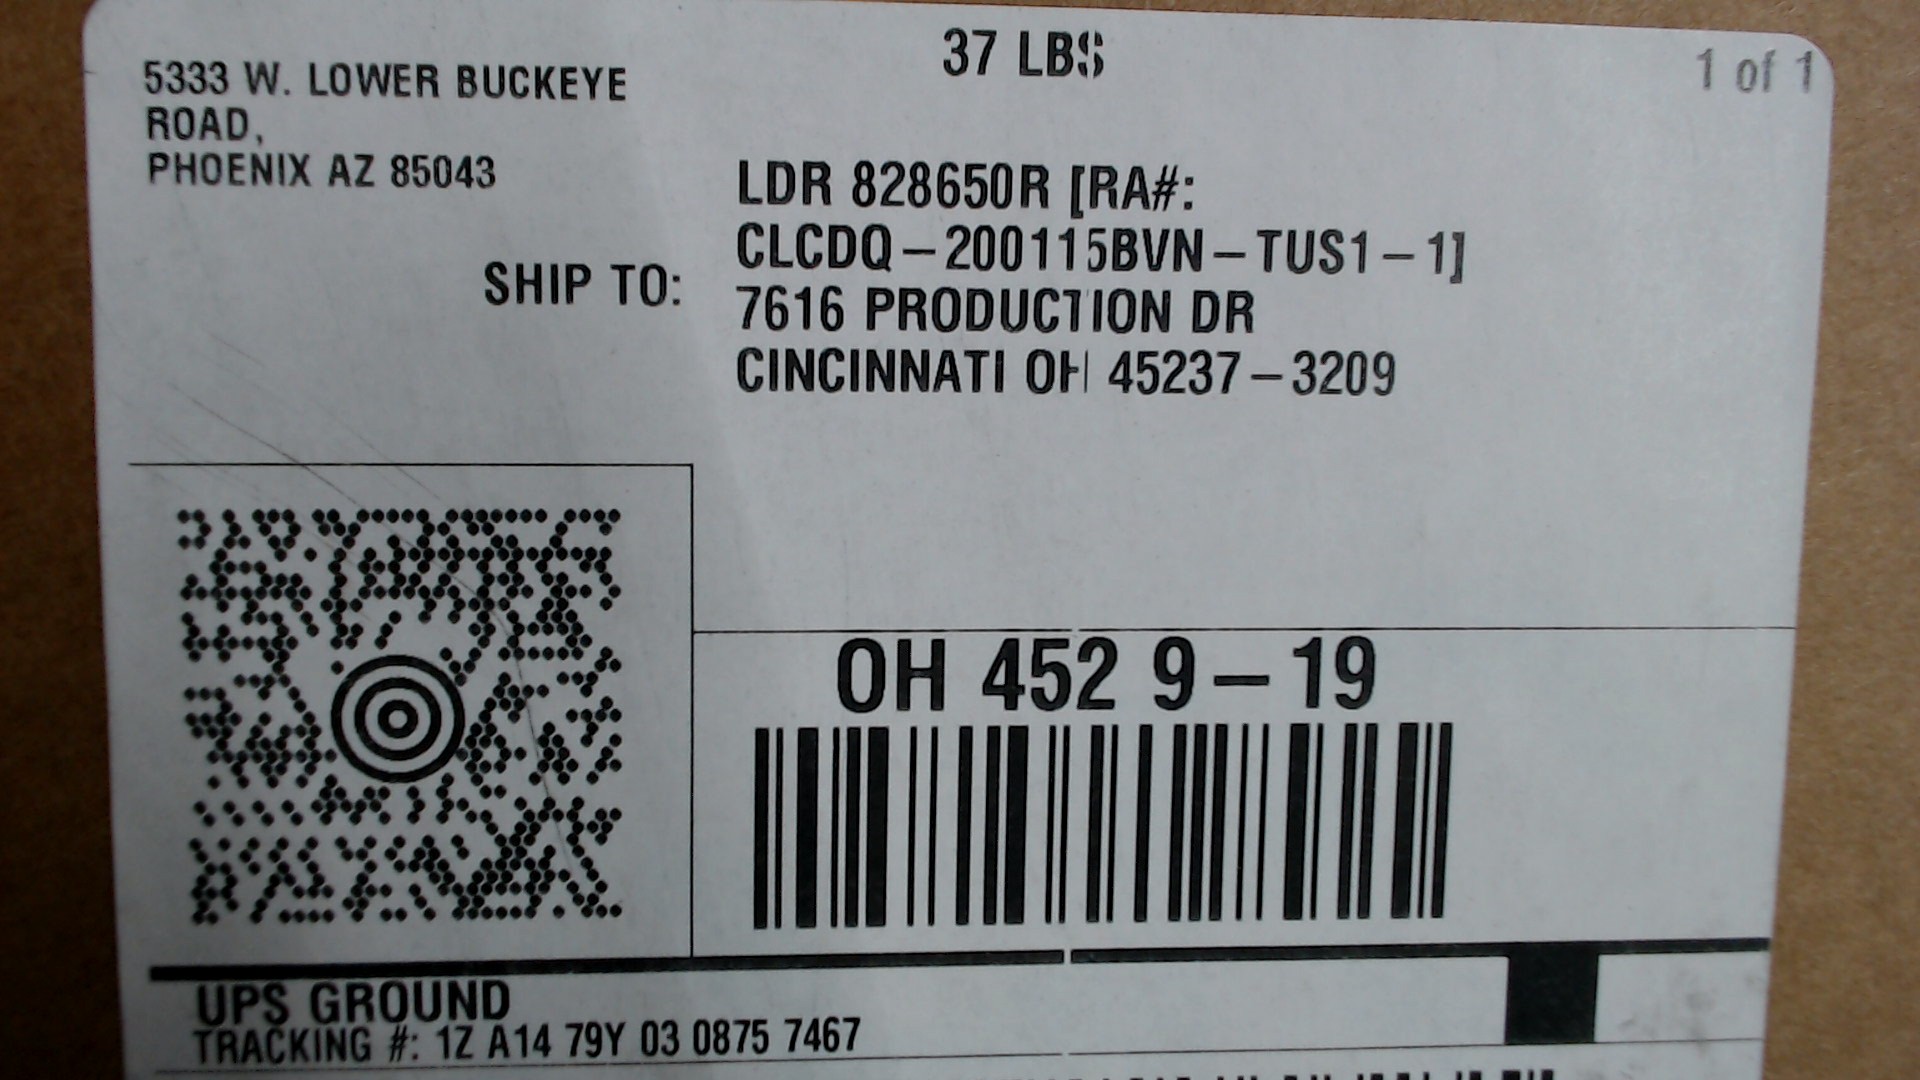 5333 W. LOWER BUCKEYE
ROAD,
PHOENIX AZ 85043
37 LBS
1 of 1
SHIP TO:
LDR 828650R [RA#:
CLCDQ-200115BVN-TUS1-1]
7616 PRODUCTION DR
CINCINNATI OH 45237-3209
OH 452 9-19
UPS GROUND
TRACKING #: 1Z A14 79Y 03 0875 7467